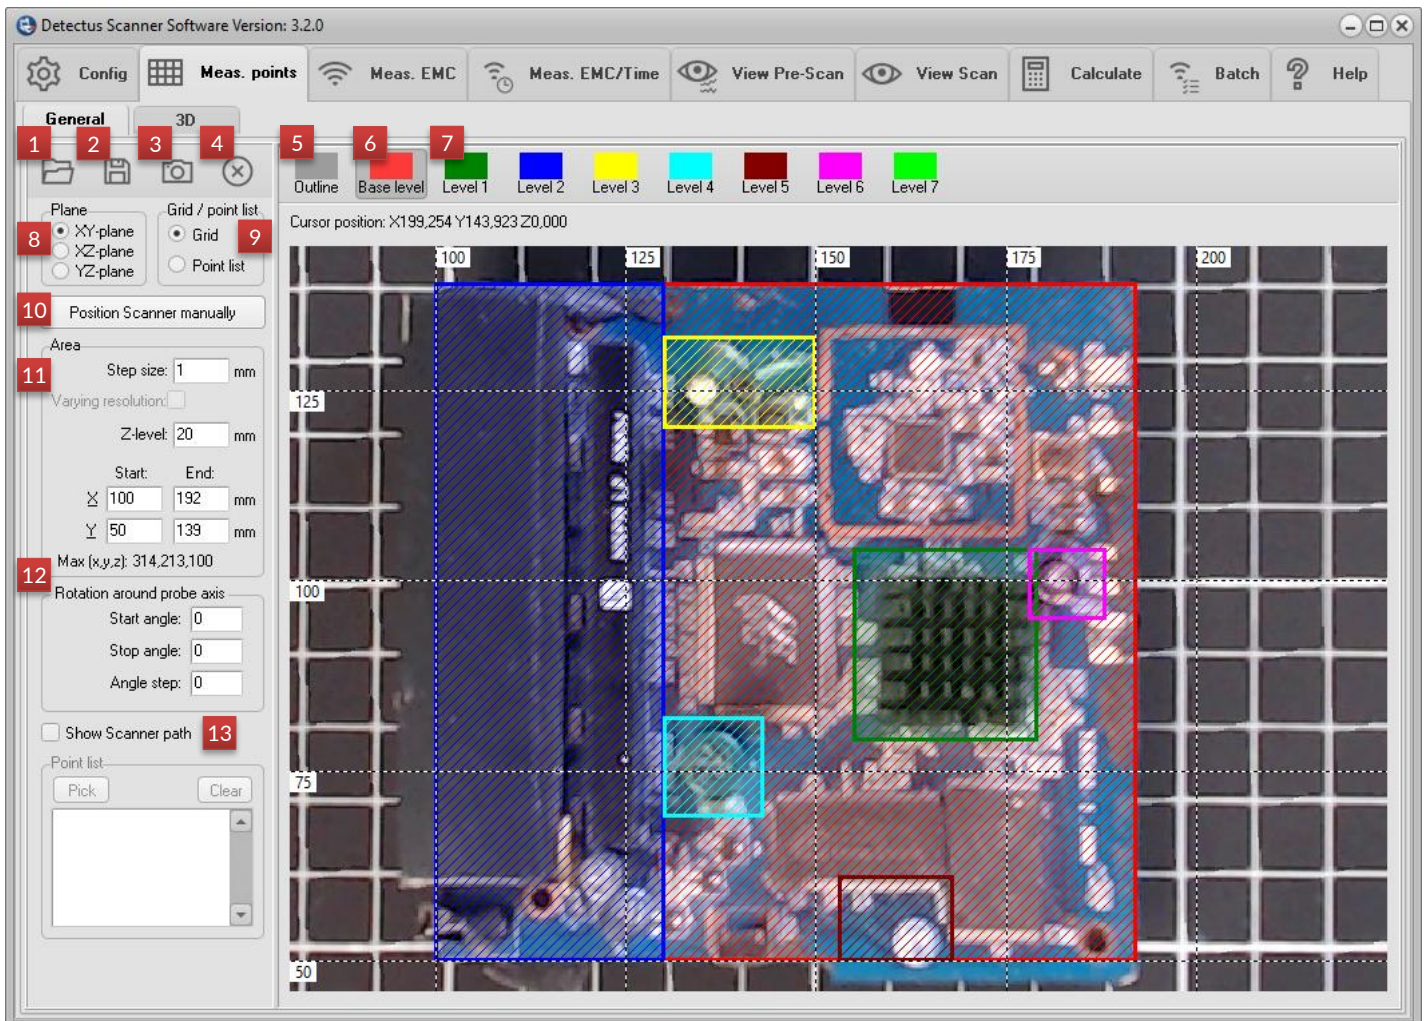 Detectus Scanner Software Version: 3.2.0
Config
Meas. points
Meas. EMC
Meas. EMC/Time
View Pre-Scan
View Scan
Calculate
Batch
Help
General
3D
1
2
3
4
5
6
7
Outline
Base level
Level 1
Level 2
Level 3
Level 4
Level 5
Level 6
Level 7
Plane
Grid / point list
8
XY-plane
XZ-plane
YZ-plane
Grid
9
Point list
Cursor position: X199,254 Y143,923 Z0,000
10
Position Scanner manually
Area
11
Step size: 1 mm
Varying resolution:
Z-level: 20 mm
Start: End:
X 100 192 mm
Y 50 139 mm
Max (x,y,z): 314,213,100
12
Rotation around probe axis
Start angle: 0
Stop angle: 0
Angle step: 0
Show Scanner path
13
Point list
Pick
Clear
100
125
150
175
200
125
100
75
50